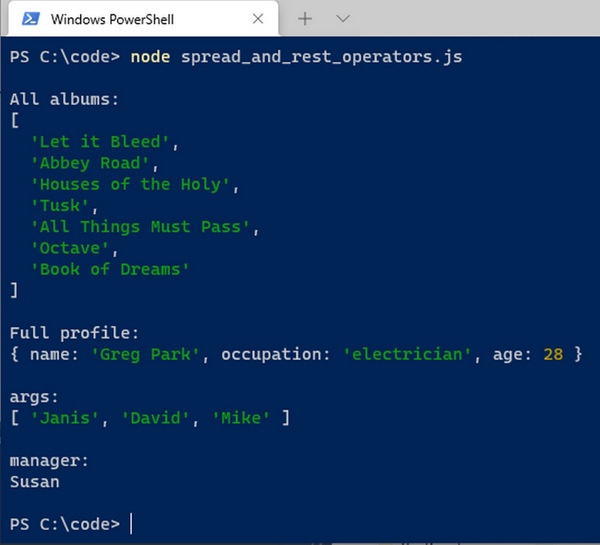 Windows PowerShell
PS C:\code> node spread_and_rest_operators.js
All albums:
[
'Let it Bleed',
'Abbey Road',
'Houses of the Holy',
'Tusk',
'All Things Must Pass',
'Octave',
'Book of Dreams'
]
Full profile:
{ name: 'Greg Park', occupation: 'electrician', age: 28 }
args:
[ 'Janis', 'David', 'Mike' ]
manager:
Susan
PS C:\code>